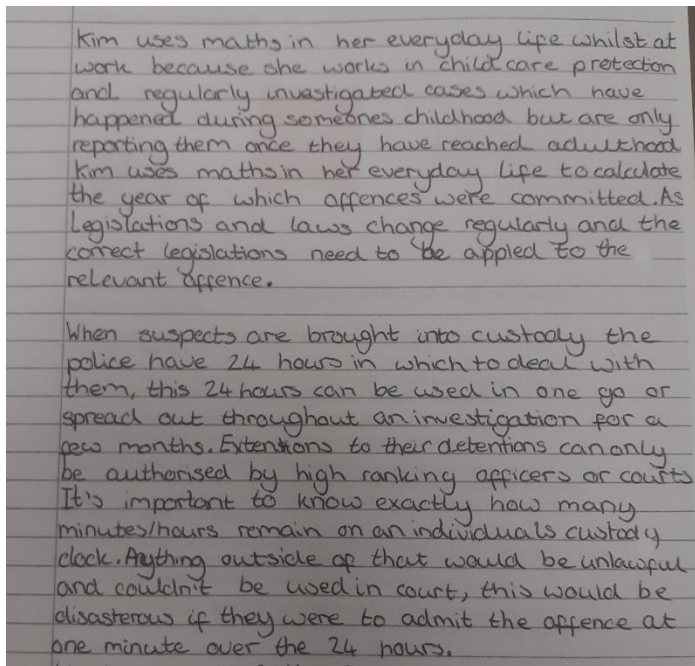 Kim uses maths in her everyday life whilst at
work because she works in child care protection
and regularly investigated cases which have
happened during someones childhood but are only
reporting them once they have reached adulthood
Kim uses maths in her everyday life to calculate
the year of which offences were committed. As
legislations and laws change regularly and the
correct legislations need to be appled to the
relevant offence.

When suspects are brought into custody the
police have 24 hours in which to deal with
them, this 24 hours can be used in one go or
spread out throughout an investigation for a
few months. Extentions to their detentions can only
be authorised by high ranking officers or courts
It's important to know exactly how many
minutes/hours remain on an individuals custody
clock. Anything outside of that would be unlawful
and couldn't be used in court, this would be
disasterous if they were to admit the offence at
one minute over the 24 hours.